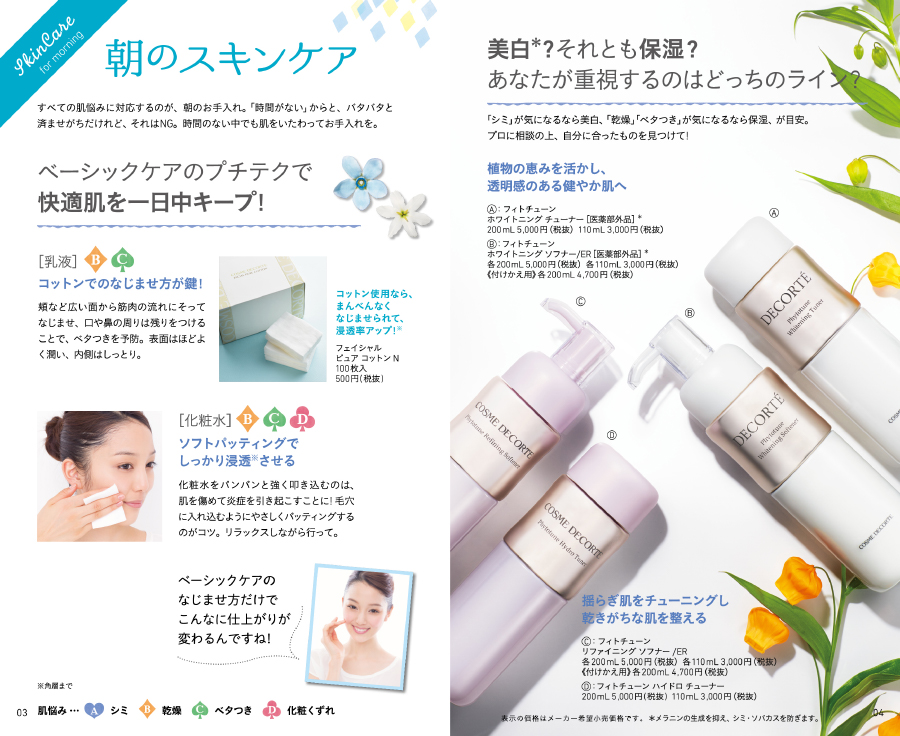 SkinCare
for morning
朝のスキンケア
すべての肌悩みに対応するのが、朝のお手入れ。「時間がない」からと、バタバタと
済ませがちだけれど、それはNG。時間のない中でも肌をいたわってお手入れを。
ベーシックケアのプチテクで
快適肌を一日中キープ!
[乳液] B C
コットンでのなじませ方が鍵!
頬など広い面から筋肉の流れにそって
なじませ、口や鼻の周りは残りをつける
ことで、ベタつきを予防。表面はほどよ
く潤い、内側はしっとり。
コットン使用なら、
まんべんなく
なじませられて、
浸透率アップ!※
フェイシャル
ピュア コットン N
100枚入
500円(税抜)
[化粧水] B C D
ソフトパッティングで
しっかり浸透※させる
化粧水をパンパンと強く叩き込むのは、
肌を傷めて炎症を引き起こすことに!毛穴
に入れ込むようにやさしくパッティングする
のがコツ。リラックスしながら行って。
ベーシックケアの
なじませ方だけで
こんなに仕上がりが
変わるんですね!
※角層まで
03 肌悩み… A シミ B 乾燥 C ベタつき D 化粧くずれ
美白*?それとも保湿?
あなたが重視するのはどっちのライン?
「シミ」が気になるなら美白、「乾燥」「ベタつき」が気になるなら保湿、が目安。
プロに相談の上、自分に合ったものを見つけて!
植物の恵みを活かし、
透明感のある健やか肌へ
Ⓐ:フィトチューン
ホワイトニング チューナー[医薬部外品]*
200mL 5,000円(税抜) 110mL 3,000円(税抜)
Ⓑ:フィトチューン
ホワイトニング ソフナー/ER[医薬部外品]*
各200mL 5,000円(税抜) 各110mL 3,000円(税抜)
《付けかえ用》各200mL 4,700円(税抜)
Ⓐ
DECORTÉ
Phytotune
Whitening Tuner
Ⓑ
DECORTÉ
Phytotune
Whitening Softener
COSME DECORTE
Ⓒ
COSME DECORTE
Phytotune Refining Softener
Ⓓ
COSME DECORTE
Phytotune Hydro Tuner
揺らぎ肌をチューニングし
乾きがちな肌を整える
Ⓒ:フィトチューン
リファイニング ソフナー /ER
各200mL 5,000円(税抜) 各110mL 3,000円(税抜)
《付けかえ用》各200mL 4,700円(税抜)
Ⓓ:フィトチューン ハイドロ チューナー
200mL 5,000円(税抜) 110mL 3,000円(税抜)
表示の価格はメーカー希望小売価格です。 *メラニンの生成を抑え、シミ・ソバカスを防ぎます。
04